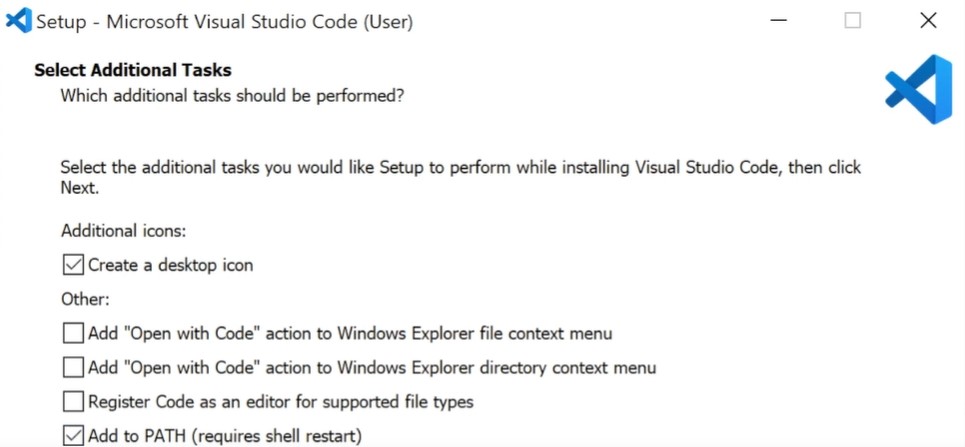 Setup - Microsoft Visual Studio Code (User)
Select Additional Tasks
Which additional tasks should be performed?
Select the additional tasks you would like Setup to perform while installing Visual Studio Code, then click
Next.
Additional icons:
Create a desktop icon
Other:
Add "Open with Code" action to Windows Explorer file context menu
Add "Open with Code" action to Windows Explorer directory context menu
Register Code as an editor for supported file types
Add to PATH (requires shell restart)